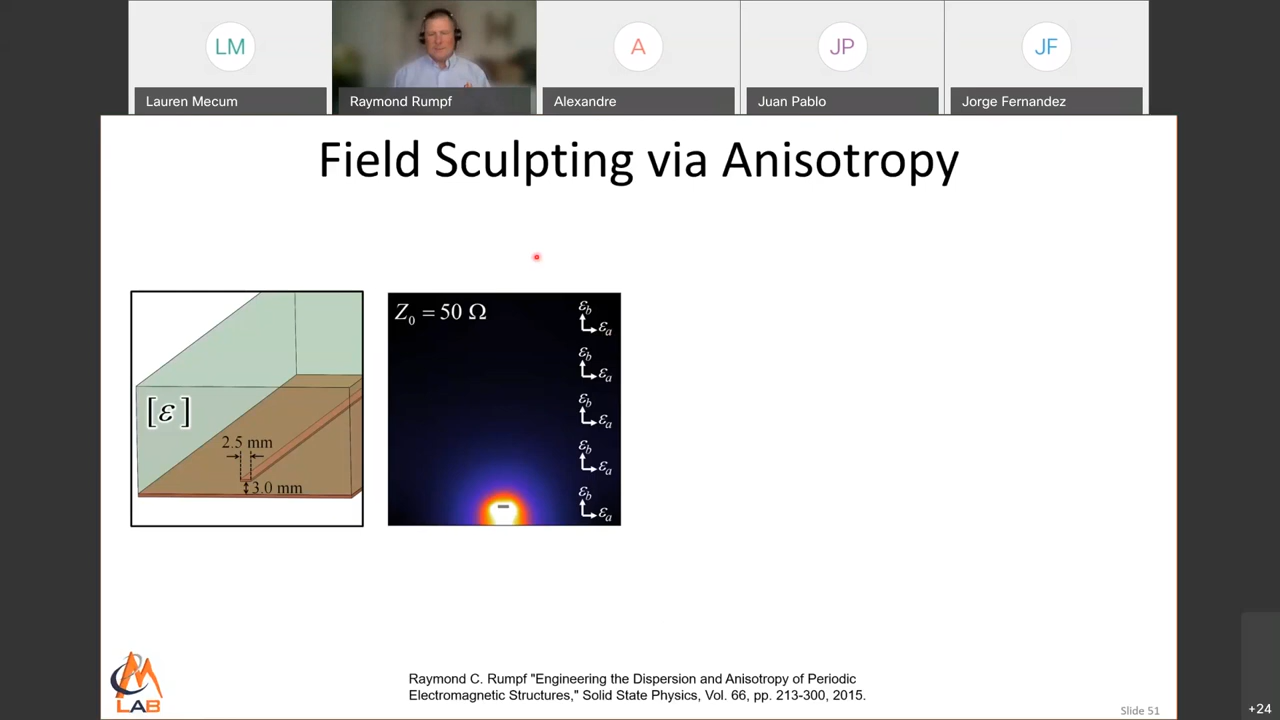 LM
A
JP
JF
Lauren Mecum
Raymond Rumpf
Alexandre
Juan Pablo
Jorge Fernandez
Field Sculpting via Anisotropy
[ε]
2.5 mm
3.0 mm
Z₀ = 50 Ω
εb
εa
εb
εa
εb
εa
εb
εa
εb
εa
LAB
Raymond C. Rumpf "Engineering the Dispersion and Anisotropy of Periodic
Electromagnetic Structures," Solid State Physics, Vol. 66, pp. 213-300, 2015.
Slide 51
+24